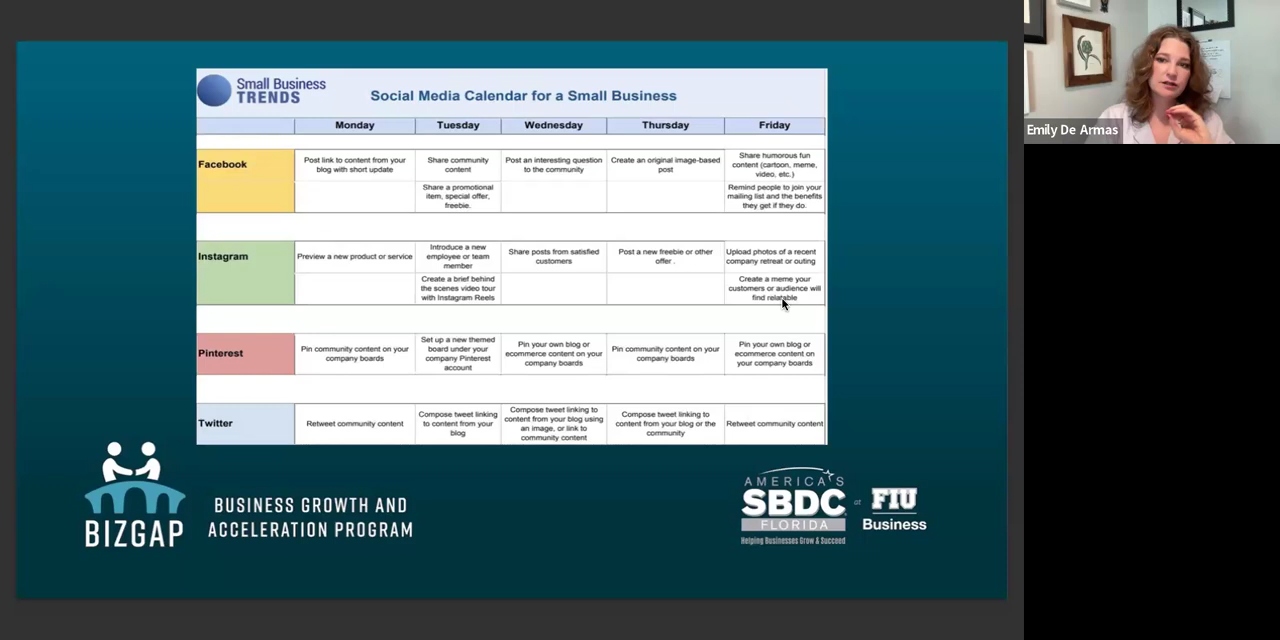 Small Business
TRENDS
Social Media Calendar for a Small Business
Monday Tuesday Wednesday Thursday Friday
Facebook
Post link to content from your
blog with short update
Share community
content
Post an interesting question
to the community
Create an original image-based
post
Share humorous fun
content (cartoon, meme,
video, etc.)
Share a promotional
item, special offer,
freebie.
Remind people to join your
mailing list and the benefits
they get if they do.
Instagram
Preview a new product or service
Introduce a new
employee or team
member
Share posts from satisfied
customers
Post a new freebie or other
offer .
Upload photos of a recent
company retreat or outing
Create a brief behind
the scenes video tour
with Instagram Reels
Create a meme your
customers or audience will
find relatable
Pinterest
Pin community content on your
company boards
Set up a new themed
board under your
company Pinterest
account
Pin your own blog or
ecommerce content on your
company boards
Pin community content on your
company boards
Pin your own blog or
ecommerce content on
your company boards
Twitter
Retweet community content
Compose tweet linking
to content from your
blog
Compose tweet linking to
content from your blog using
an image, or link to
community content
Compose tweet linking to
content from your blog or the
community
Retweet community content
BIZGAP
BUSINESS GROWTH AND
ACCELERATION PROGRAM
AMERICA'S
SBDC
FLORIDA
Helping Businesses Grow & Succeed
at
FIU
Business
Emily De Armas